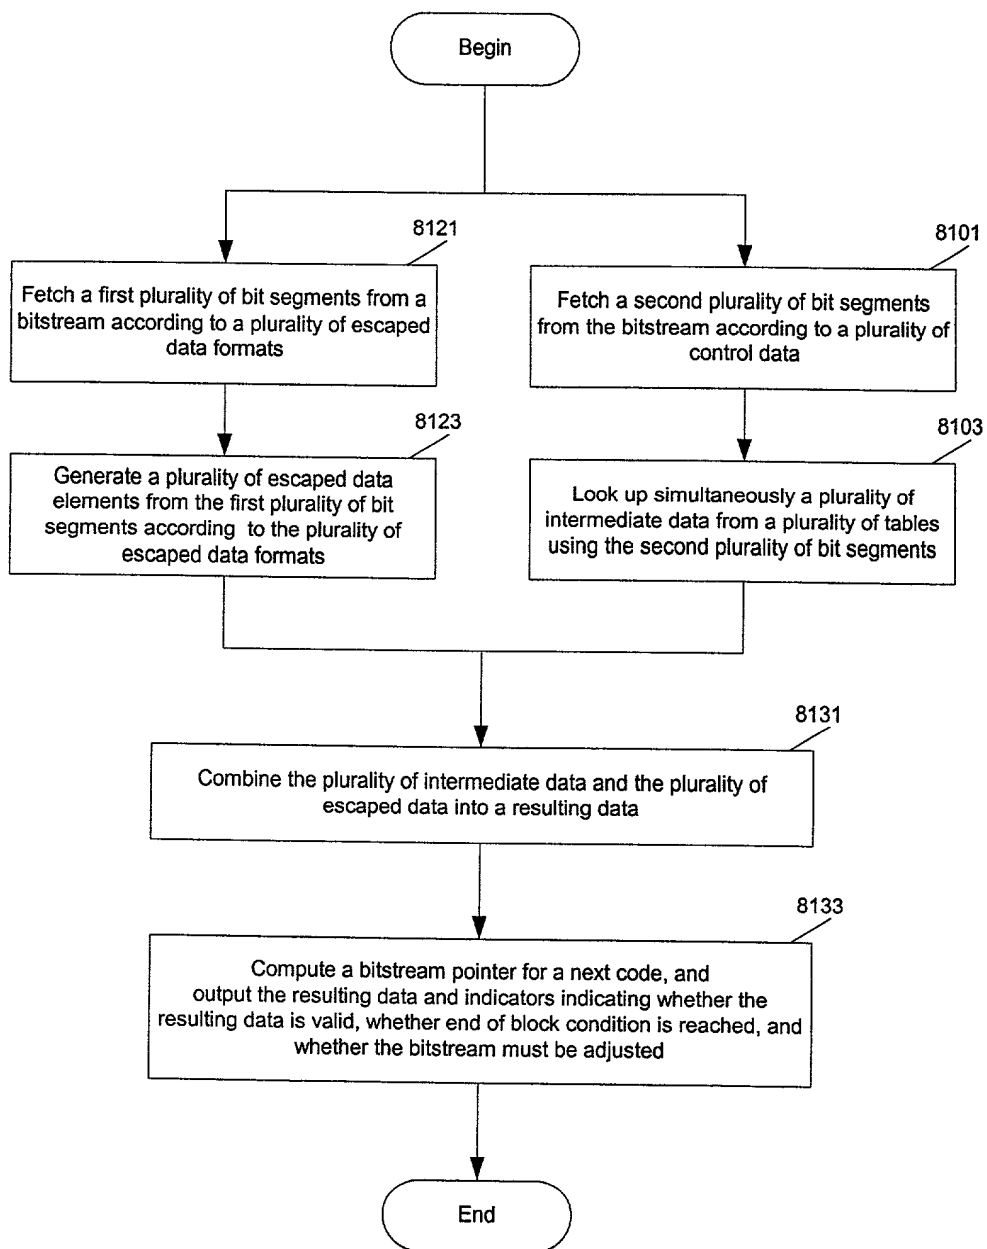 Begin
8121
Fetch a first plurality of bit segments from a
bitstream according to a plurality of escaped
data formats
8101
Fetch a second plurality of bit segments
from the bitstream according to a plurality of
control data
8123
Generate a plurality of escaped data
elements from the first plurality of bit
segments according to the plurality of
escaped data formats
8103
Look up simultaneously a plurality of
intermediate data from a plurality of tables
using the second plurality of bit segments
8131
Combine the plurality of intermediate data and the plurality of
escaped data into a resulting data
8133
Compute a bitstream pointer for a next code, and
output the resulting data and indicators indicating whether the
resulting data is valid, whether end of block condition is reached, and
whether the bitstream must be adjusted
End